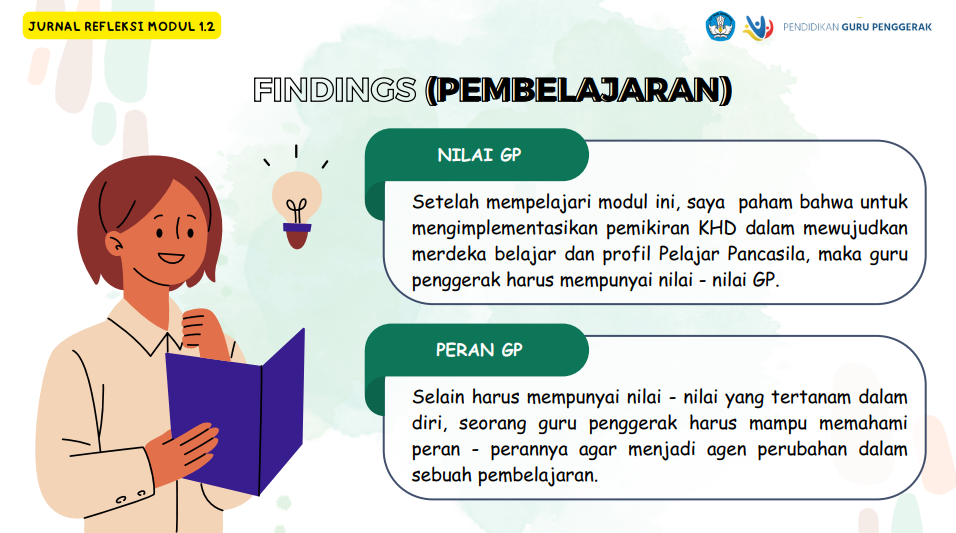 JURNAL REFLEKSI MODUL 1.2
PENDIDIKAN GURU PENGGERAK
FINDINGS (PEMBELAJARAN)
NILAI GP
Setelah mempelajari modul ini, saya paham bahwa untuk
mengimplementasikan pemikiran KHD dalam mewujudkan
merdeka belajar dan profil Pelajar Pancasila, maka guru
penggerak harus mempunyai nilai - nilai GP.
PERAN GP
Selain harus mempunyai nilai - nilai yang tertanam dalam
diri, seorang guru penggerak harus mampu memahami
peran - perannya agar menjadi agen perubahan dalam
sebuah pembelajaran.